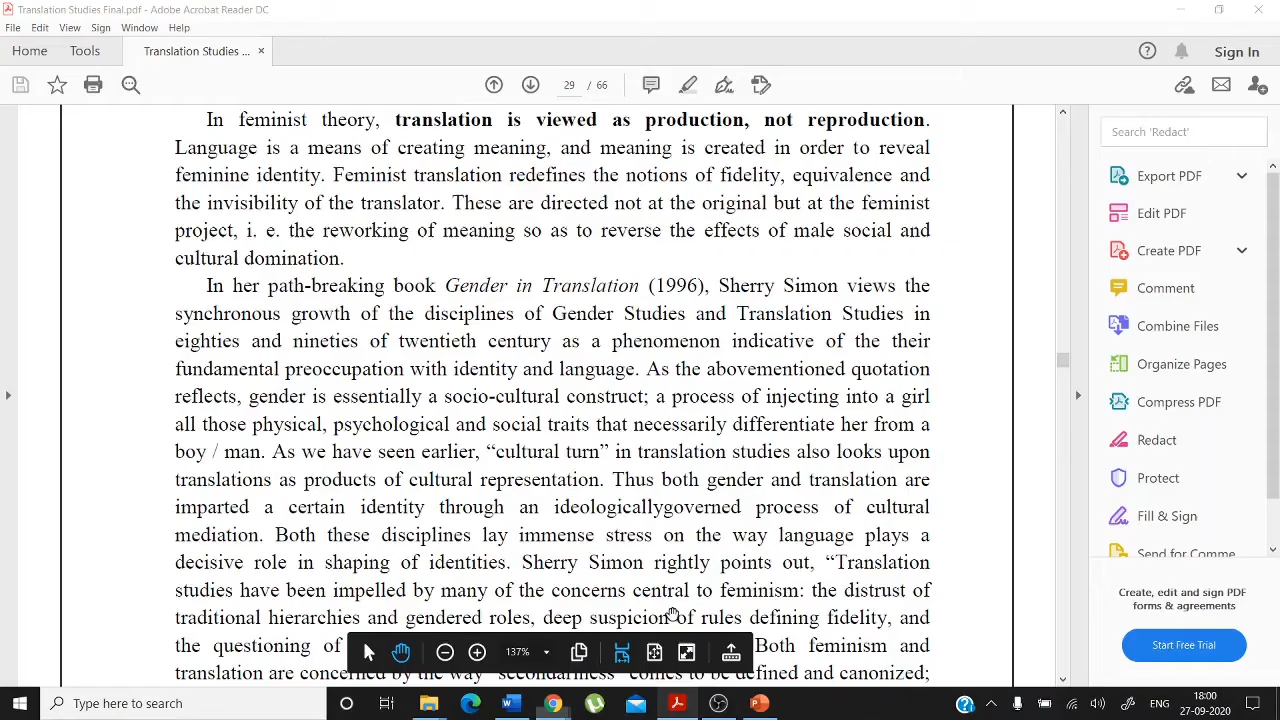 Translation Studies Final.pdf - Adobe Acrobat Reader DC
File Edit View Sign Window Help
Home Tools Translation Studies ... × Sign In
29 / 66
In feminist theory, translation is viewed as production, not reproduction.
Language is a means of creating meaning, and meaning is created in order to reveal
feminine identity. Feminist translation redefines the notions of fidelity, equivalence and
the invisibility of the translator. These are directed not at the original but at the feminist
project, i. e. the reworking of meaning so as to reverse the effects of male social and
cultural domination.
In her path-breaking book Gender in Translation (1996), Sherry Simon views the
synchronous growth of the disciplines of Gender Studies and Translation Studies in
eighties and nineties of twentieth century as a phenomenon indicative of the their
fundamental preoccupation with identity and language. As the abovementioned quotation
reflects, gender is essentially a socio-cultural construct; a process of injecting into a girl
all those physical, psychological and social traits that necessarily differentiate her from a
boy / man. As we have seen earlier, “cultural turn” in translation studies also looks upon
translations as products of cultural representation. Thus both gender and translation are
imparted a certain identity through an ideologicallygoverned process of cultural
mediation. Both these disciplines lay immense stress on the way language plays a
decisive role in shaping of identities. Sherry Simon rightly points out, “Translation
studies have been impelled by many of the concerns central to feminism: the distrust of
traditional hierarchies and gendered roles, deep suspicion of rules defining fidelity, and
the questioning of Both feminism and
translation are concerned by the way “secondariness” comes to be defined and canonized;
137%
Search 'Redact'
Export PDF
Edit PDF
Create PDF
Comment
Combine Files
Organize Pages
Compress PDF
Redact
Protect
Fill & Sign
Send for Comme
Create, edit and sign PDF
forms & agreements
Start Free Trial
Type here to search
ENG
18:00
27-09-2020